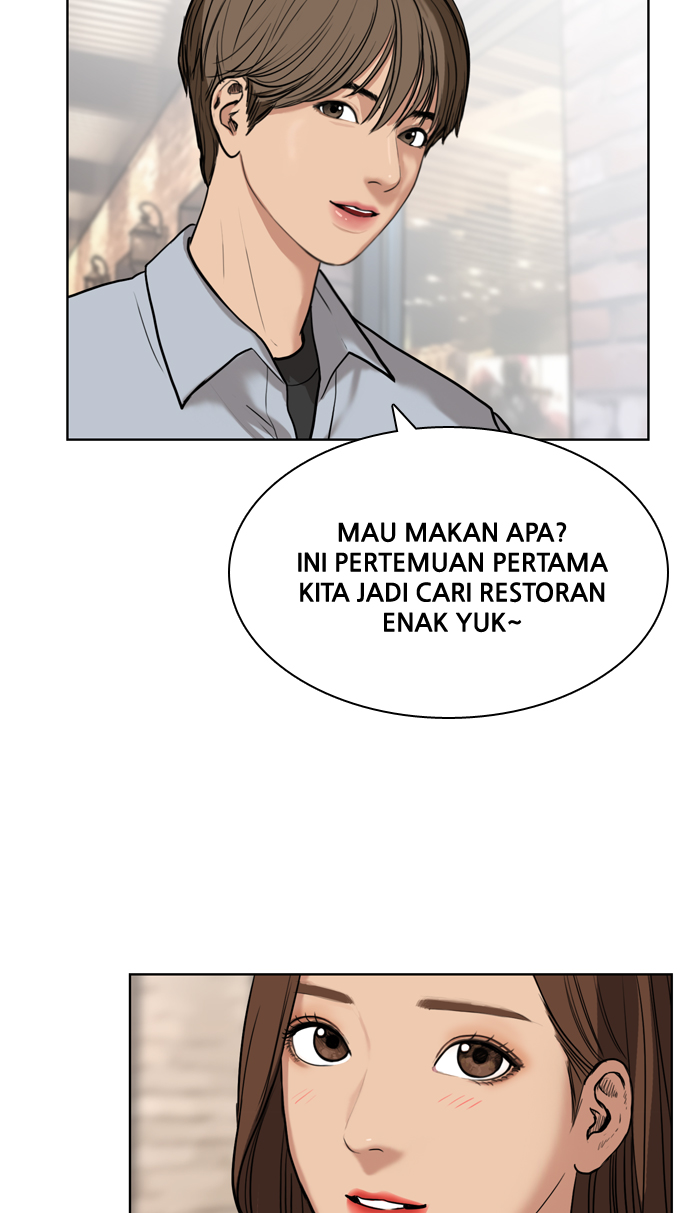 MAU MAKAN APA?
INI PERTEMUAN PERTAMA
KITA JADI CARI RESTORAN
ENAK YUK~